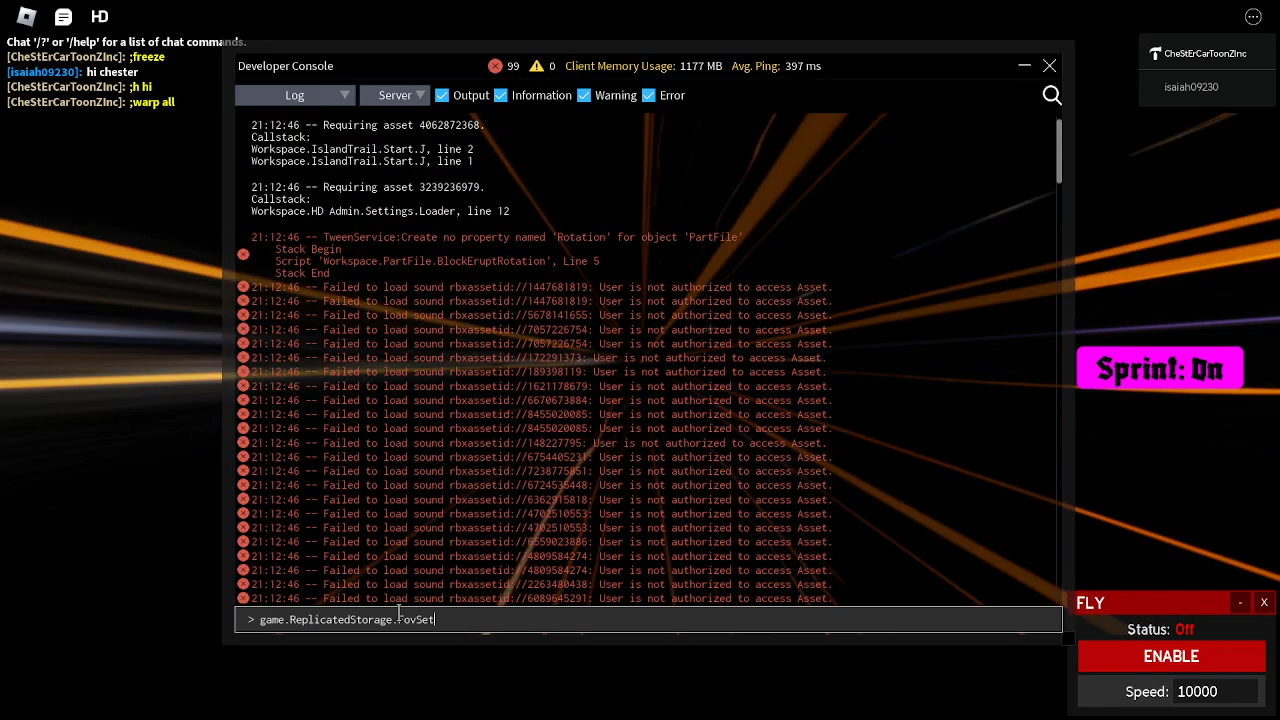 HD
Chat '/?' or '/help' for a list of chat commands.
[CheStErCarToonZInc]: ;freeze
[isaiah09230]: hi chester
[CheStErCarToonZInc]: ;h hi
[CheStErCarToonZInc]: ;warp all
CheStErCarToonZInc
isaiah09230
Developer Console
99 0 Client Memory Usage: 1177 MB Avg. Ping: 397 ms
Log Server Output Information Warning Error
21:12:46 -- Requiring asset 4062872368.
Callstack:
Workspace.IslandTrail.Start.J, line 2
Workspace.IslandTrail.Start.J, line 1
21:12:46 -- Requiring asset 3239236979.
Callstack:
Workspace.HD Admin.Settings.Loader, line 12
21:12:46 -- TweenService:Create no property named 'Rotation' for object 'PartFile'
Stack Begin
Script 'Workspace.PartFile.BlockEruptRotation', Line 5
Stack End
21:12:46 -- Failed to load sound rbxassetid://1447681819: User is not authorized to access Asset.
21:12:46 -- Failed to load sound rbxassetid://1447681819: User is not authorized to access Asset.
21:12:46 -- Failed to load sound rbxassetid://5678141655: User is not authorized to access Asset.
21:12:46 -- Failed to load sound rbxassetid://7057226754: User is not authorized to access Asset.
21:12:46 -- Failed to load sound rbxassetid://7057226754: User is not authorized to access Asset.
21:12:46 -- Failed to load sound rbxassetid://172291373: User is not authorized to access Asset.
21:12:46 -- Failed to load sound rbxassetid://189398119: User is not authorized to access Asset.
21:12:46 -- Failed to load sound rbxassetid://1621178679: User is not authorized to access Asset.
21:12:46 -- Failed to load sound rbxassetid://6670673884: User is not authorized to access Asset.
21:12:46 -- Failed to load sound rbxassetid://8455020085: User is not authorized to access Asset.
21:12:46 -- Failed to load sound rbxassetid://8455020085: User is not authorized to access Asset.
21:12:46 -- Failed to load sound rbxassetid://148227795: User is not authorized to access Asset.
21:12:46 -- Failed to load sound rbxassetid://6754405231: User is not authorized to access Asset.
21:12:46 -- Failed to load sound rbxassetid://7238775851: User is not authorized to access Asset.
21:12:46 -- Failed to load sound rbxassetid://6724535448: User is not authorized to access Asset.
21:12:46 -- Failed to load sound rbxassetid://6362915818: User is not authorized to access Asset.
21:12:46 -- Failed to load sound rbxassetid://4702510553: User is not authorized to access Asset.
21:12:46 -- Failed to load sound rbxassetid://4702510553: User is not authorized to access Asset.
21:12:46 -- Failed to load sound rbxassetid://6559023886: User is not authorized to access Asset.
21:12:46 -- Failed to load sound rbxassetid://4809584274: User is not authorized to access Asset.
21:12:46 -- Failed to load sound rbxassetid://4809584274: User is not authorized to access Asset.
21:12:46 -- Failed to load sound rbxassetid://2263480438: User is not authorized to access Asset.
21:12:46 -- Failed to load sound rbxassetid://6089645291: User is not authorized to access Asset.
> game.ReplicatedStorage.FovSet
Sprint: On
FLY - X
Status: Off
ENABLE
Speed: 10000